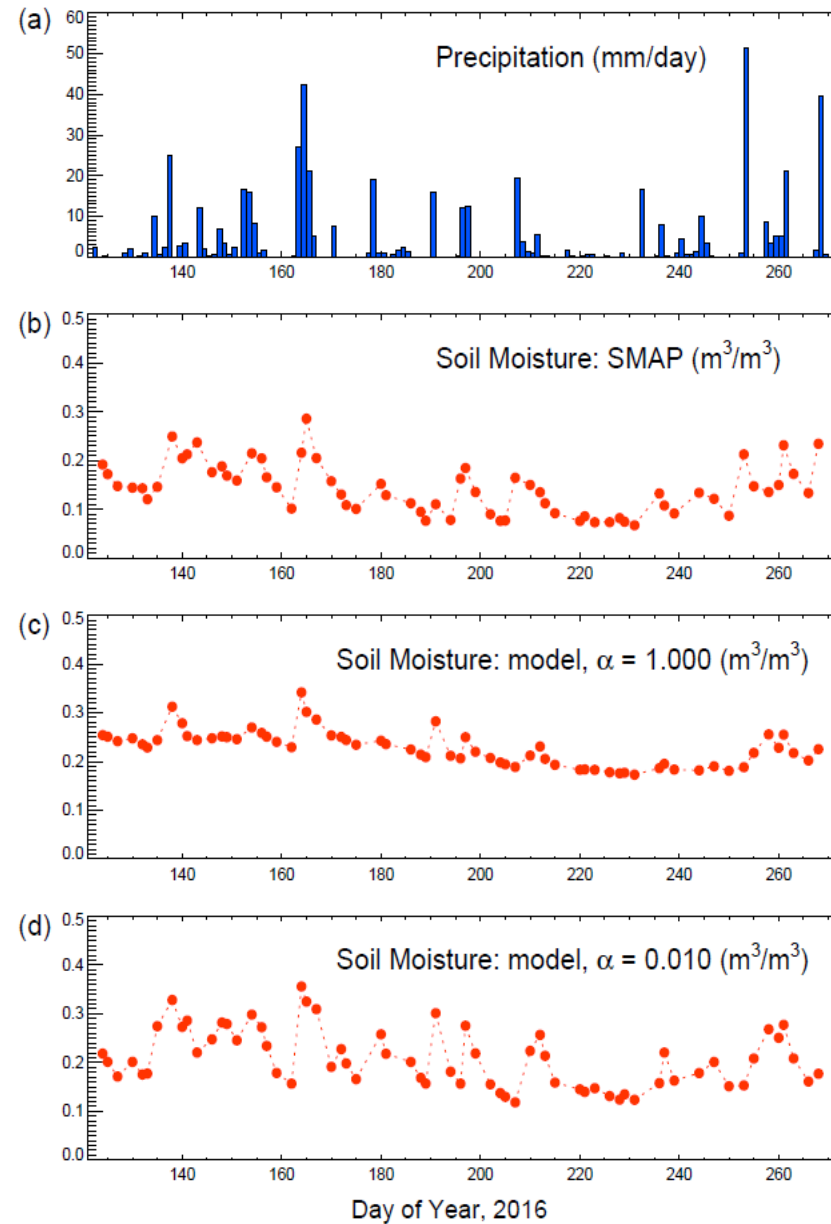 (a)
Precipitation (mm/day)
60
50
40
30
20
10
0
140 160 180 200 220 240 260
(b)
Soil Moisture: SMAP (m³/m³)
0.5
0.4
0.3
0.2
0.1
0.0
140 160 180 200 220 240 260
(c)
Soil Moisture: model, α = 1.000 (m³/m³)
0.5
0.4
0.3
0.2
0.1
0.0
140 160 180 200 220 240 260
(d)
Soil Moisture: model, α = 0.010 (m³/m³)
0.5
0.4
0.3
0.2
0.1
0.0
140 160 180 200 220 240 260
Day of Year, 2016